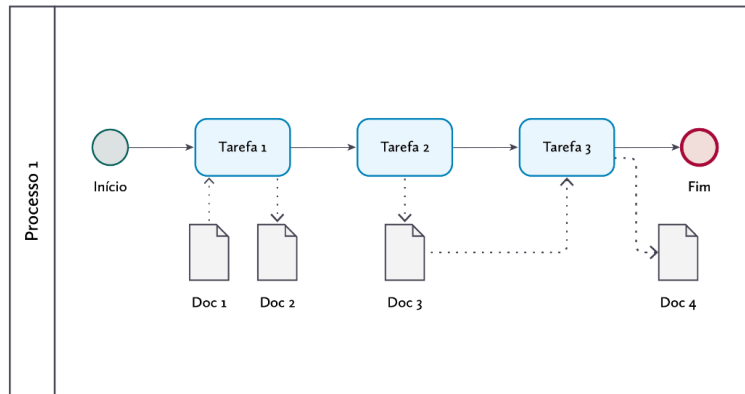 Processo 1
Tarefa 1
Tarefa 2
Tarefa 3
Início
Fim
Doc 1
Doc 2
Doc 3
Doc 4